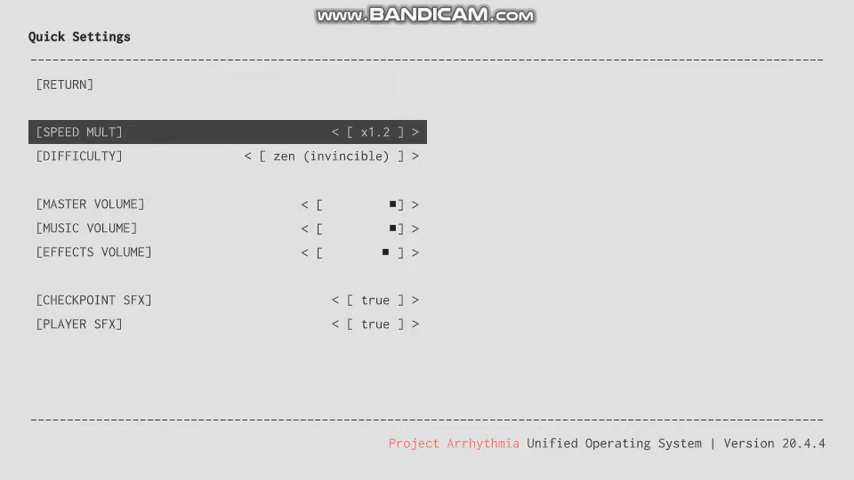 www.BANDICAM.com
Quick Settings
[RETURN]
[SPEED MULT] < [ x1.2 ] >
[DIFFICULTY] < [ zen (invincible) ] >
[MASTER VOLUME] < [ ■] >
[MUSIC VOLUME] < [ ■] >
[EFFECTS VOLUME] < [ ■ ] >
[CHECKPOINT SFX] < [ true ] >
[PLAYER SFX] < [ true ] >
Project Arrhythmia Unified Operating System | Version 20.4.4